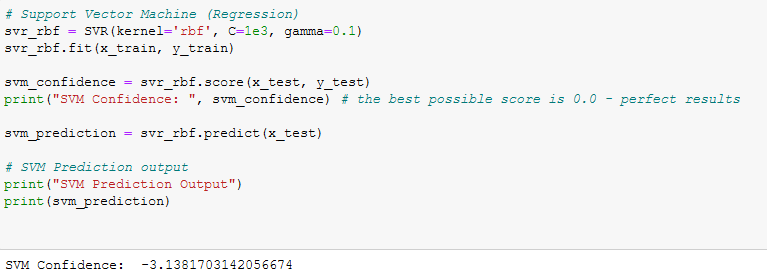 # Support Vector Machine (Regression)
svr_rbf = SVR(kernel='rbf', C=1e3, gamma=0.1)
svr_rbf.fit(x_train, y_train)
svm_confidence = svr_rbf.score(x_test, y_test)
print("SVM Confidence: ", svm_confidence) # the best possible score is 0.0 - perfect results
svm_prediction = svr_rbf.predict(x_test)
# SVM Prediction output
print("SVM Prediction Output")
print(svm_prediction)
SVM Confidence:  -3.1381703142056674